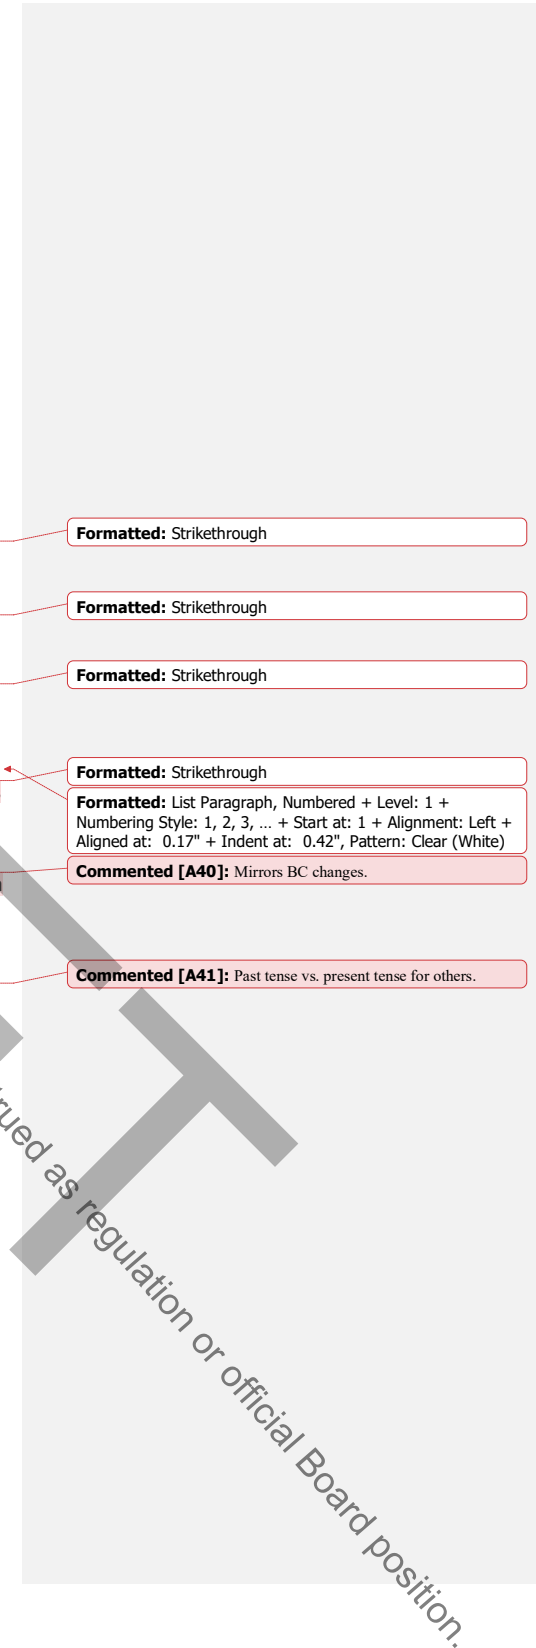 Formatted: Strikethrough
Formatted: Strikethrough
Formatted: Strikethrough
Formatted: Strikethrough
Formatted: List Paragraph, Numbered + Level: 1 +
Numbering Style: 1, 2, 3, … + Start at: 1 + Alignment: Left +
Aligned at: 0.17" + Indent at: 0.42", Pattern: Clear (White)
Commented [A40]: Mirrors BC changes.
Commented [A41]: Past tense vs. present tense for others.
as regulation or official Board position.